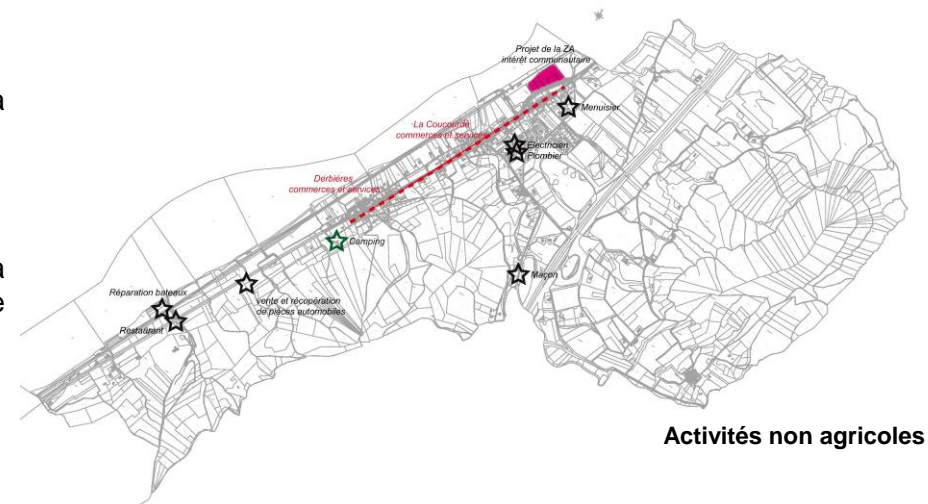 a
a
e
Projet de la ZA
intérêt communautaire
Menuisier
La Coucourde
commerces et services
Electricien
Plombier
Derbières
commerces et services
Camping
Maçon
Réparation bateaux
vente et récupération
de pièces automobiles
Restaurant
Activités non agricoles